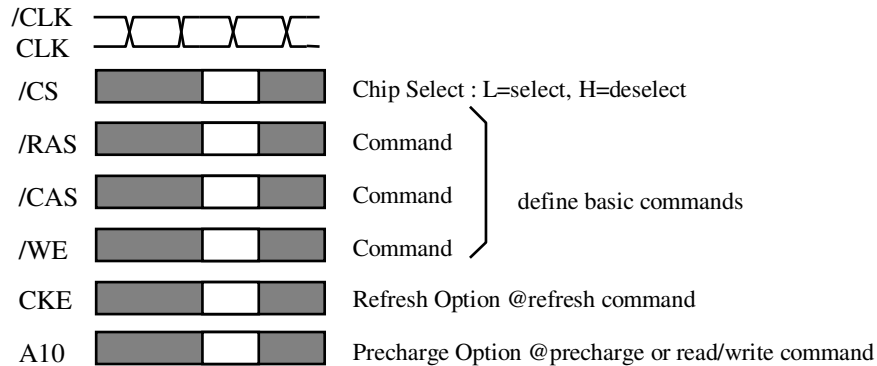 /CLK
CLK
/CS Chip Select : L=select, H=deselect
/RAS Command
/CAS Command define basic commands
/WE Command
CKE Refresh Option @refresh command
A10 Precharge Option @precharge or read/write command